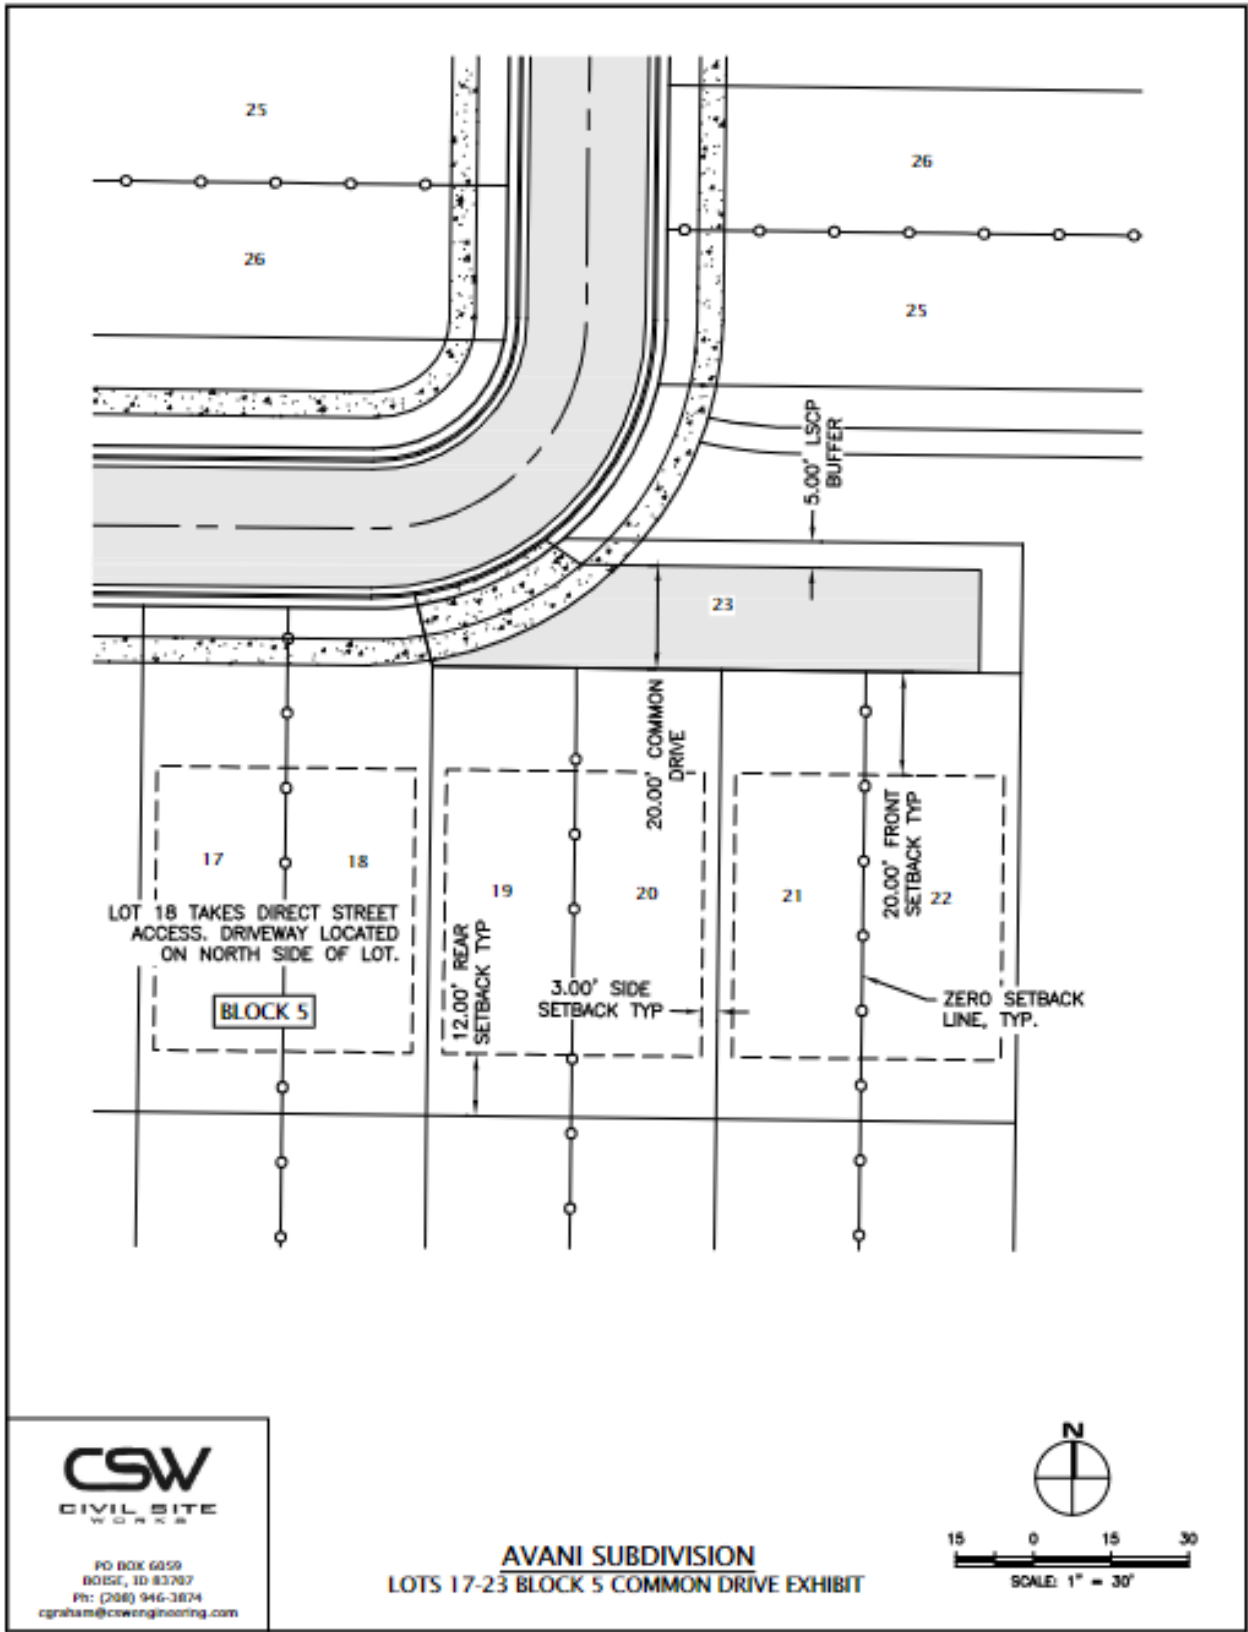 25
26
26
25
5.00' LSCP
BUFFER
23
20.00' COMMON
DRIVE
20.00' FRONT
SETBACK TYP
17
18
19
20
21
22
LOT 18 TAKES DIRECT STREET
ACCESS. DRIVEWAY LOCATED
ON NORTH SIDE OF LOT.
12.00' REAR
SETBACK TYP
3.00' SIDE
SETBACK TYP
BLOCK 5
ZERO SETBACK
LINE, TYP.
CSW
CIVIL SITE
WORKS
PO BOX 6059
BOISE, ID 83707
Ph: (208) 946-3874
cgraham@cswengineering.com
AVANI SUBDIVISION
LOTS 17-23 BLOCK 5 COMMON DRIVE EXHIBIT
N
15 0 15 30
SCALE: 1" = 30'